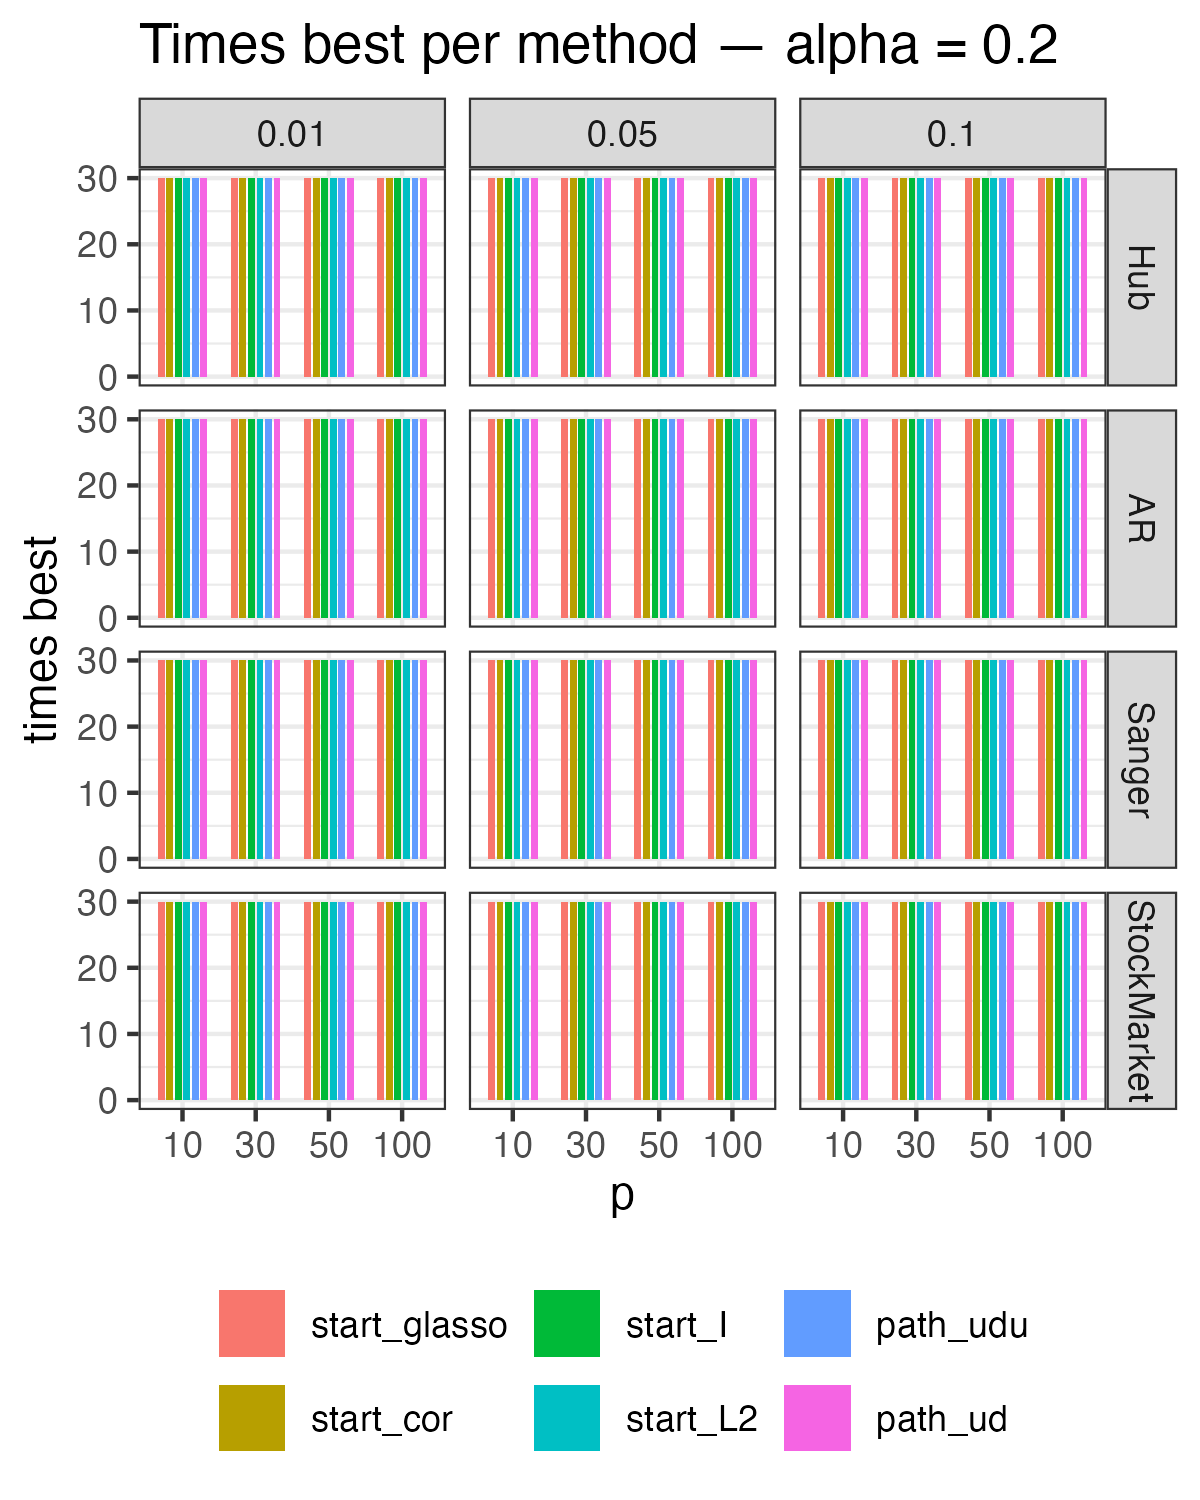 Times best per method — alpha = 0.2
0.01 0.05 0.1
30
20
10
0
Hub
30
20
10
0
AR
times best
30
20
10
0
Sanger
30
20
10
0
StockMarket
10 30 50 100 10 30 50 100 10 30 50 100
p
start_glasso start_I path_udu
start_cor start_L2 path_ud